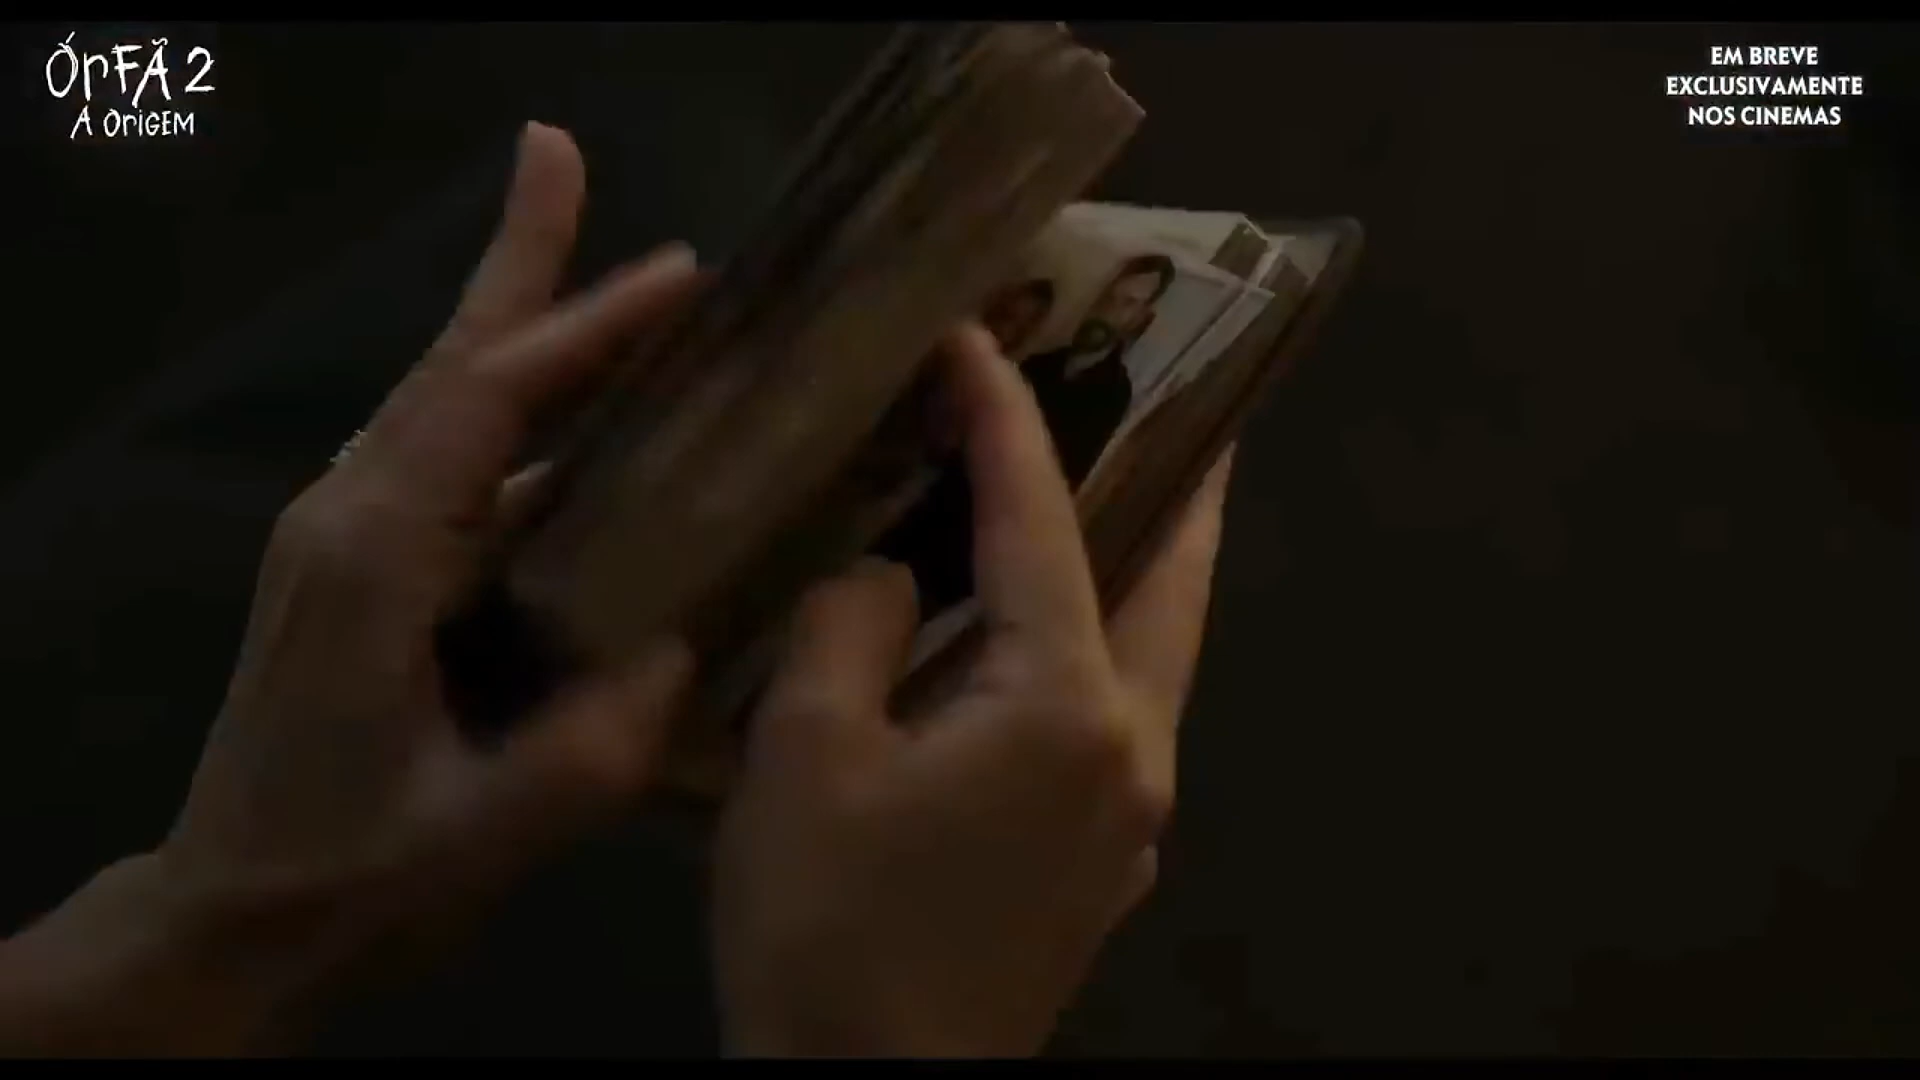 ÓrFÃ 2
A OriGEM
EM BREVE
EXCLUSIVAMENTE
NOS CINEMAS